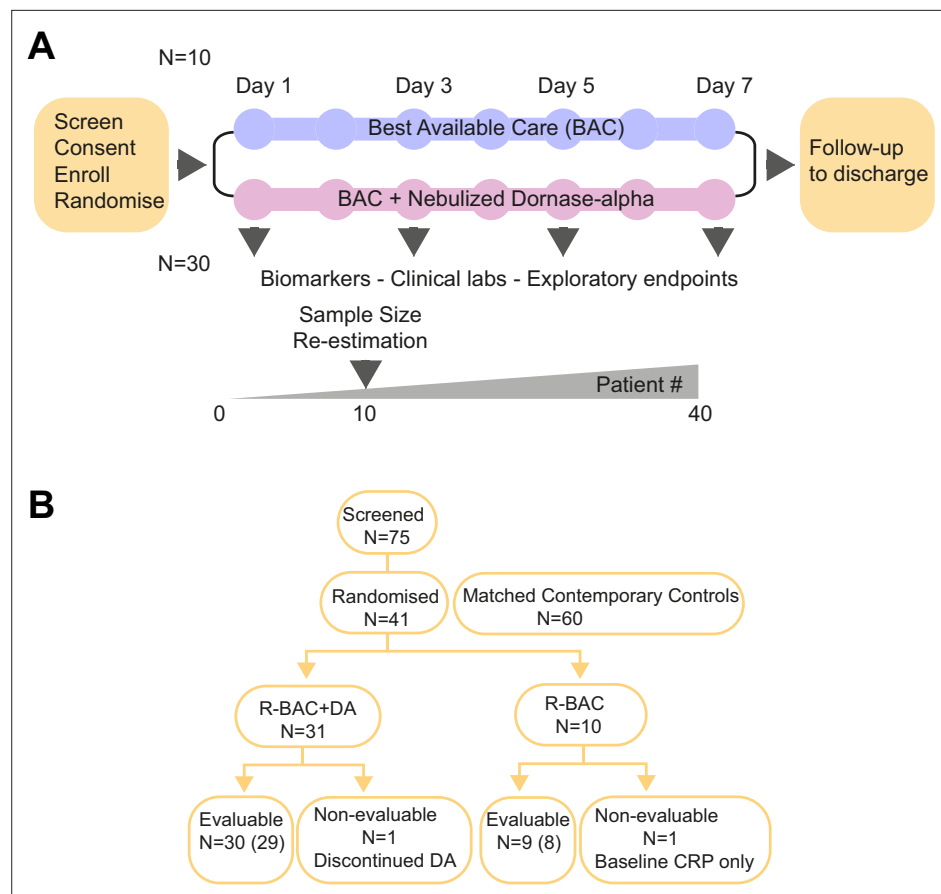 A
N=10
Day 1 Day 3 Day 5 Day 7
Screen
Consent
Enroll
Randomise
Best Available Care (BAC)
BAC + Nebulized Dornase-alpha
Follow-up
to discharge
N=30
Biomarkers - Clinical labs - Exploratory endpoints
Sample Size
Re-estimation
Patient #
0 10 40
B
Screened
N=75
Randomised
N=41
Matched Contemporary Controls
N=60
R-BAC+DA
N=31
R-BAC
N=10
Evaluable
N=30 (29)
Non-evaluable
N=1
Discontinued DA
Evaluable
N=9 (8)
Non-evaluable
N=1
Baseline CRP only